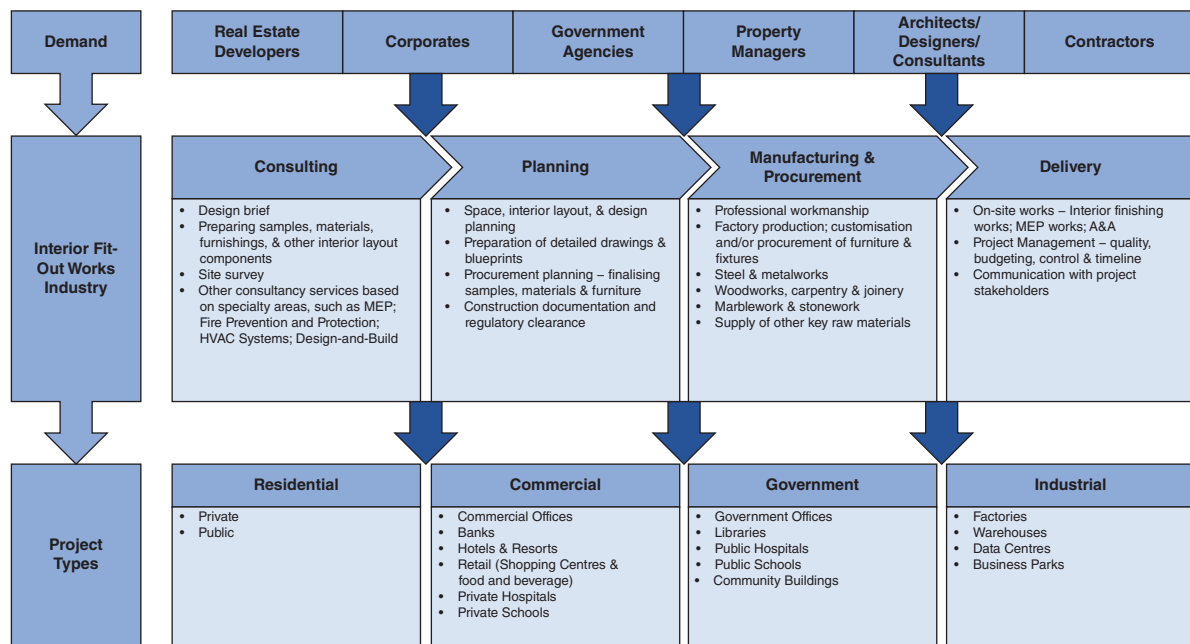 Demand
Real Estate
Developers
Corporates
Government
Agencies
Property
Managers
Architects/
Designers/
Consultants
Contractors
Interior Fit-
Out Works
Industry
Consulting
• Design brief
• Preparing samples, materials,
furnishings, & other interior layout
components
• Site survey
• Other consultancy services based
on specialty areas, such as MEP;
Fire Prevention and Protection;
HVAC Systems; Design-and-Build
Planning
• Space, interior layout, & design
planning
• Preparation of detailed drawings &
blueprints
• Procurement planning – finalising
samples, materials & furniture
• Construction documentation and
regulatory clearance
Manufacturing &
Procurement
• Professional workmanship
• Factory production; customisation
and/or procurement of furniture &
fixtures
• Steel & metalworks
• Woodworks, carpentry & joinery
• Marblework & stonework
• Supply of other key raw materials
Delivery
• On-site works – Interior finishing
works; MEP works; A&A
• Project Management – quality,
budgeting, control & timeline
• Communication with project
stakeholders
Project
Types
Residential
• Private
• Public
Commercial
• Commercial Offices
• Banks
• Hotels & Resorts
• Retail (Shopping Centres &
food and beverage)
• Private Hospitals
• Private Schools
Government
• Government Offices
• Libraries
• Public Hospitals
• Public Schools
• Community Buildings
Industrial
• Factories
• Warehouses
• Data Centres
• Business Parks